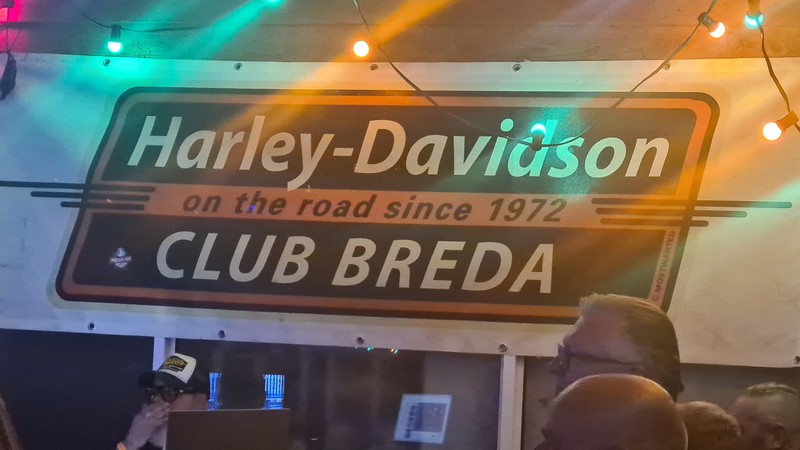 Harley-Davidson
on the road since 1972
CLUB BREDA